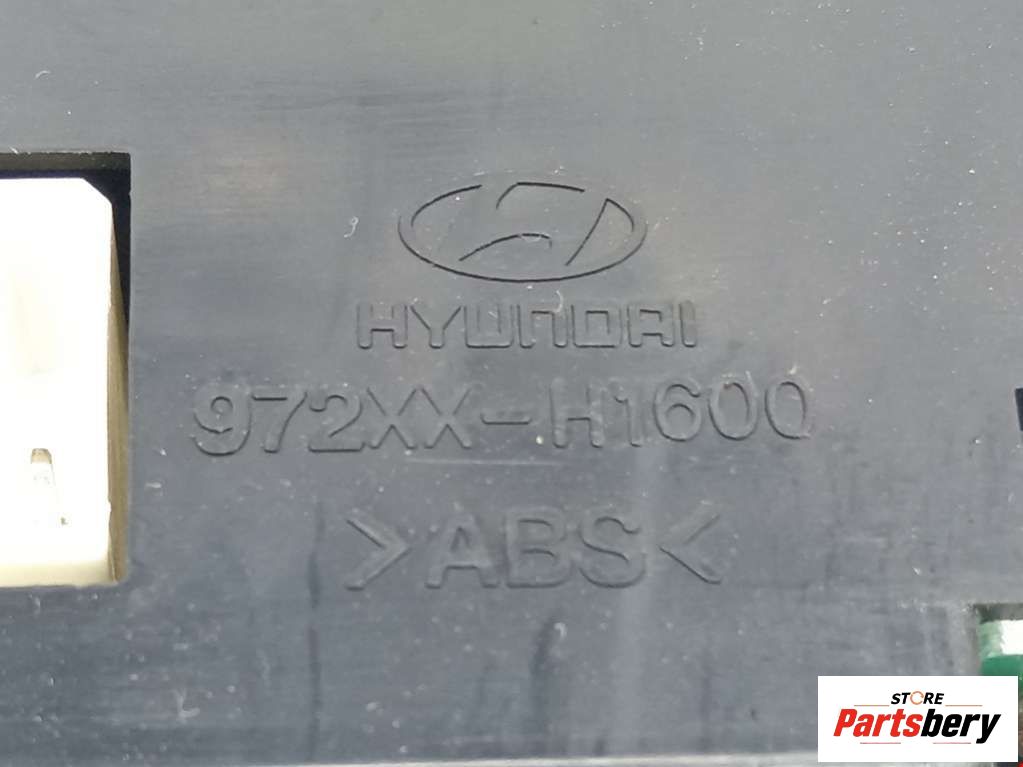 HYUNDAI
972XX-H1600
>ABS<
STORE
Partsbery